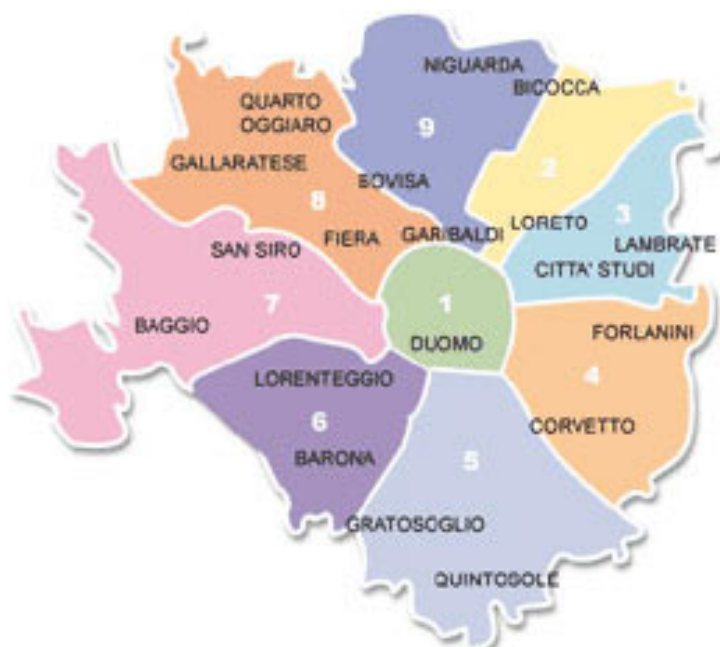 NIGUARDA
BICOCCA
QUARTO
OGGIARO
9
GALLARATESE
BOVISA
2
8
3
FIERA
GARIBALDI
LORETO
SAN SIRO
LAMBRATE
CITTA' STUDI
7
1
BAGGIO
DUOMO
FORLANINI
LORENTEGGIO
4
6
CORVETTO
BARONA
5
GRATOSOGLIO
QUINTOSOLE